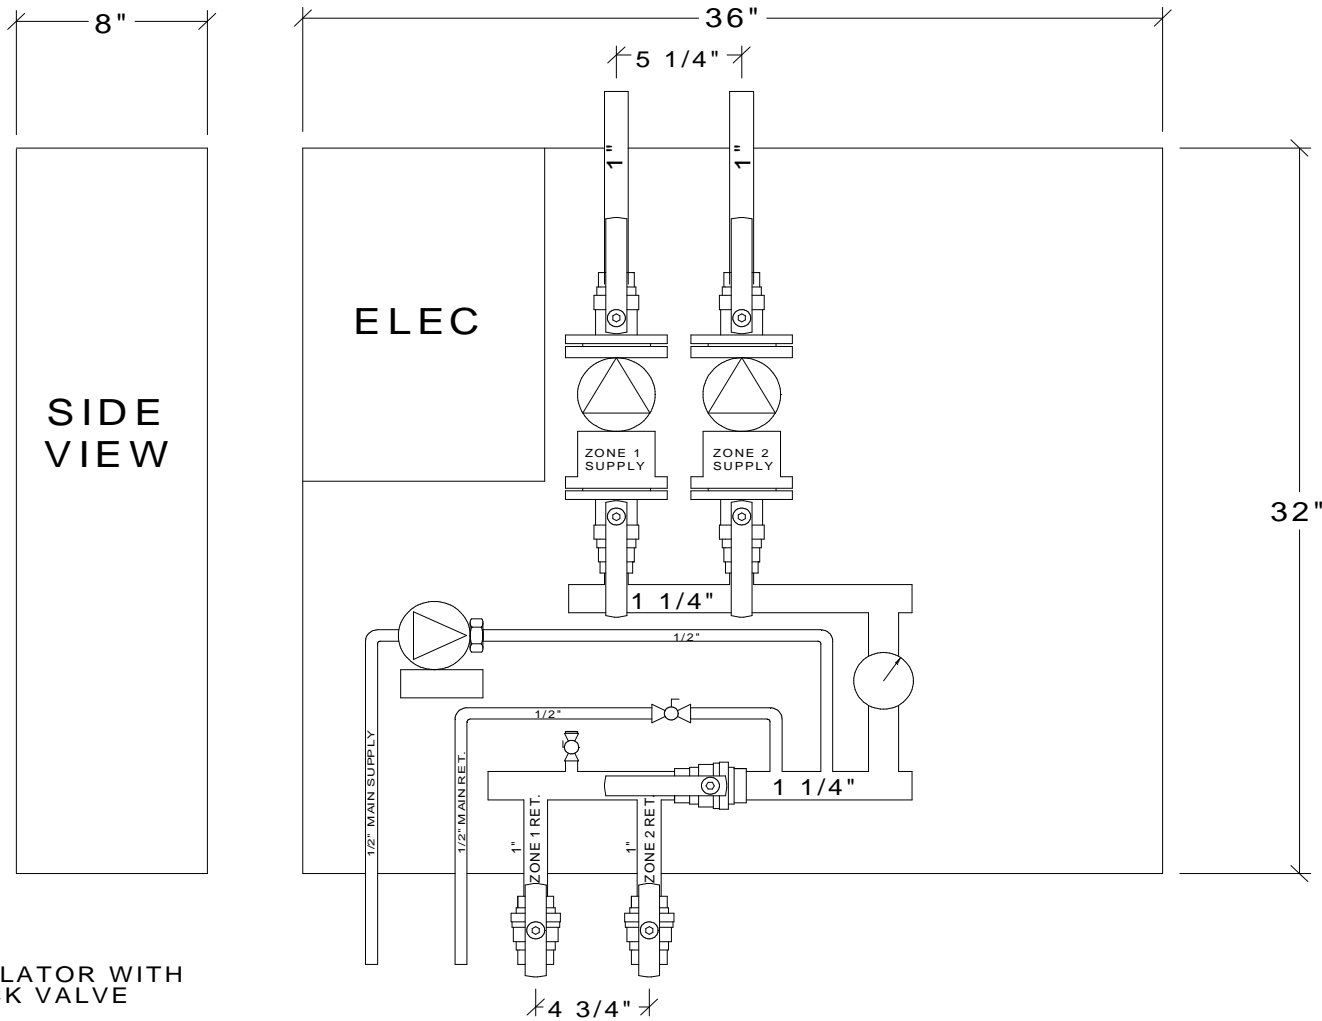 8"
36"
5 1/4"
1"
1"
ELEC
SIDE
VIEW
ZONE 1
SUPPLY
ZONE 2
SUPPLY
32"
1 1/4"
1/2"
1/2"
1/2" MAIN SUPPLY
1/2" MAIN RET.
1 1/4"
1"
ZONE 1 RET.
1"
ZONE 2 RET.
LATOR WITH
CK VALVE
4 3/4"